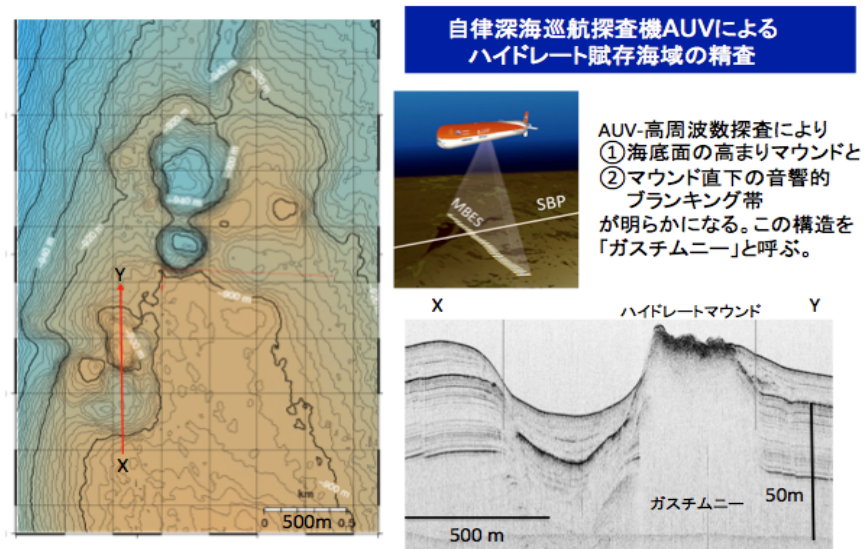 自律深海巡航探査機AUVによる
ハイドレート賦存海域の精査
AUV-高周波数探査により
①海底面の高まりマウンドと
②マウンド直下の音響的
ブランキング帯
が明らかになる。この構造を
「ガスチムニー」と呼ぶ。
MBES
SBP
Y
X
-900 m
-900 m
km
0 500m 0.5
X
ハイドレートマウンド
Y
ガスチムニー
50m
500 m